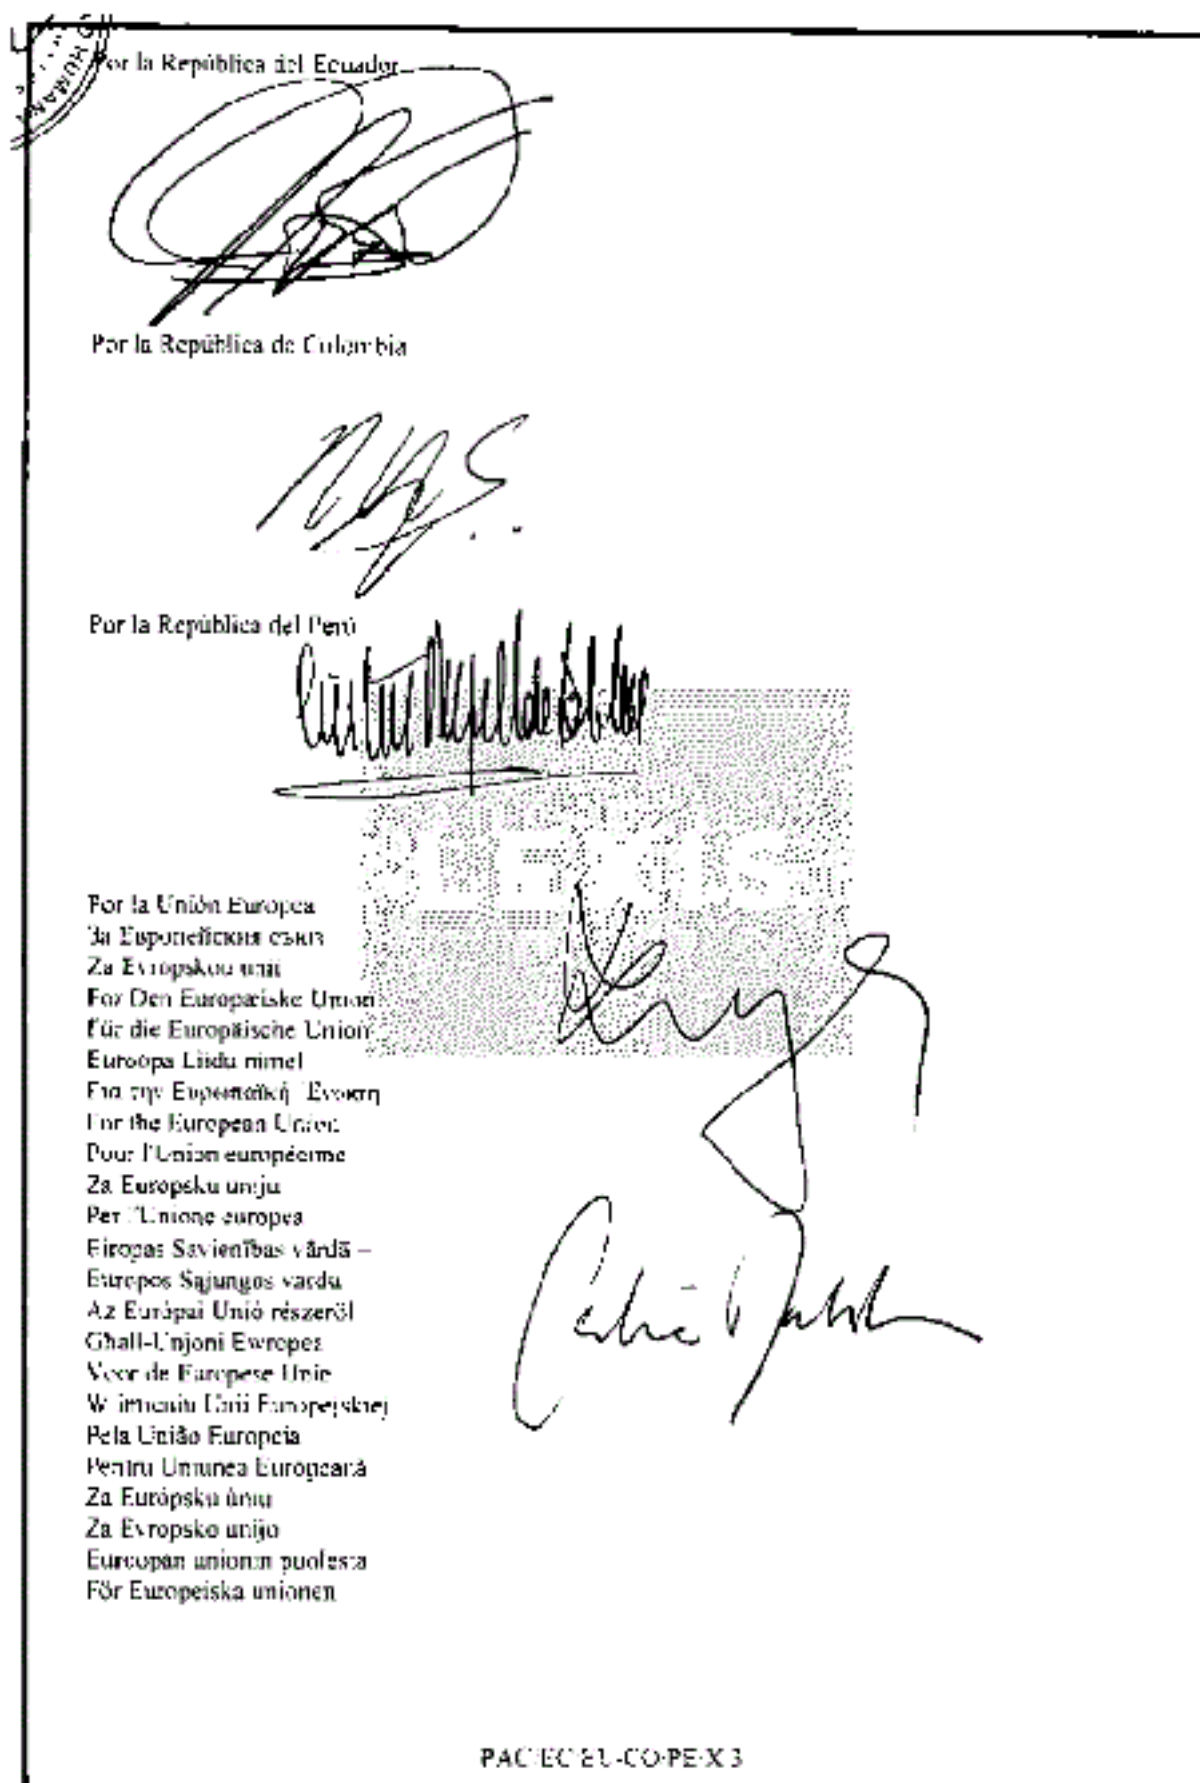 HUMAN
Por la República del Ecuador
Por la República de Colombia
Por la República del Perú
LEXIS
Por la Unión Europea
За Европейския съюз
Za Evropskou unii
For Den Europæiske Union
Für die Europäische Union
Euroopa Liidu nimel
Για την Ευρωπαϊκή Ένωση
For the European Union
Pour l'Union européenne
Za Europsku uniju
Per l'Unione europea
Eiropas Savienības vārdā –
Europos Sąjungos vardu
Az Európai Unió részéről
Għall-Unjoni Ewropea
Voor de Europese Unie
W imieniu Unii Europejskiej
Pela União Europeia
Pentru Uniunea Europeană
Za Európsku úniu
Za Evropsko unijo
Euroopan unionin puolesta
För Europeiska unionen
PAC/EC/EU-CO-PE/X 3